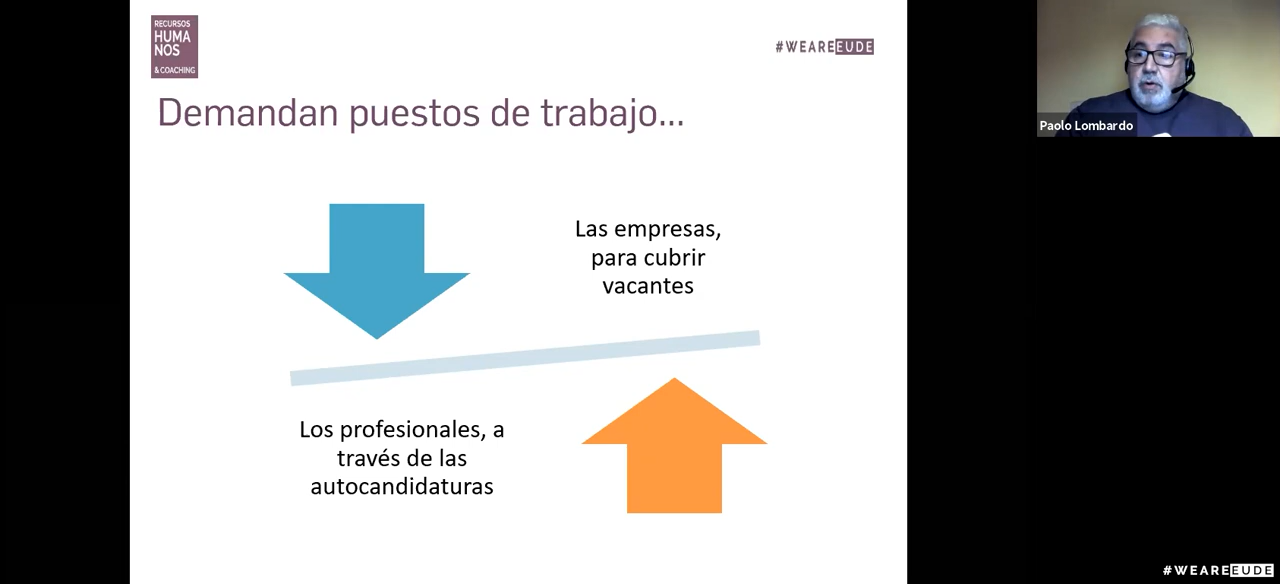 RECURSOS
HUMA
NOS
& COACHING
#WEAREEUDE
Demandan puestos de trabajo...
Las empresas,
para cubrir
vacantes
Los profesionales, a
través de las
autocandidaturas
Paolo Lombardo
#WEAREEUDE